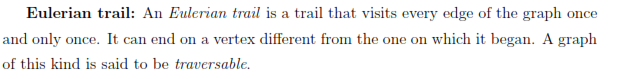 Eulerian trail: An Eulerian trail is a trail that visits every edge of the graph once
and only once. It can end on a vertex different from the one on which it began. A graph
of this kind is said to be traversable.